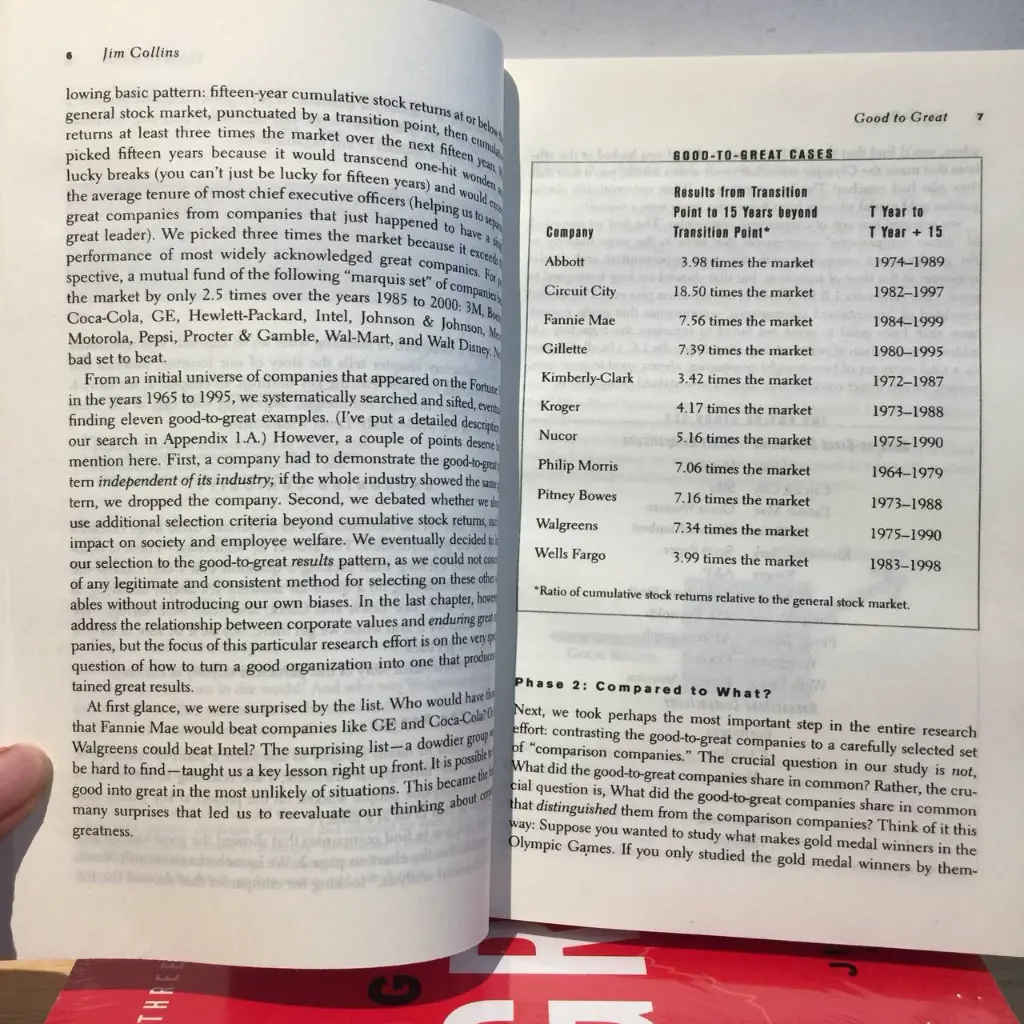 6 Jim Collins
lowing basic pattern: fifteen-year cumulative stock returns at or below
general stock market, punctuated by a transition point, then
returns at least three times the market over the next fifteen years.
picked fifteen years because it would transcend one-hit wonders
lucky breaks (you can't just be lucky for fifteen years) and would
the average tenure of most chief executive officers (helping us to
great companies from companies that just happened to have a
great leader). We picked three times the market because it exceeds
performance of most widely acknowledged great companies. For
spective, a mutual fund of the following "marquis set" of companies
the market by only 2.5 times over the years 1985 to 2000: 3M,
Coca-Cola, GE, Hewlett-Packard, Intel, Johnson & Johnson,
Motorola, Pepsi, Procter & Gamble, Wal-Mart, and Walt Disney.
bad set to beat.
From an initial universe of companies that appeared on the Fortune
in the years 1965 to 1995, we systematically searched and sifted,
finding eleven good-to-great examples. (I've put a detailed
our search in Appendix 1.A.) However, a couple of points deserve
mention here. First, a company had to demonstrate the good-to-great
tern independent of its industry; if the whole industry showed the same
tern, we dropped the company. Second, we debated whether we
use additional selection criteria beyond cumulative stock returns,
impact on society and employee welfare. We eventually decided to
our selection to the good-to-great results pattern, as we could not
of any legitimate and consistent method for selecting on these other
ables without introducing our own biases. In the last chapter,
address the relationship between corporate values and enduring
panies, but the focus of this particular research effort is on the very
question of how to turn a good organization into one that produces
tained great results.
At first glance, we were surprised by the list. Who would have
that Fannie Mae would beat companies like GE and Coca-Cola?
Walgreens could beat Intel? The surprising list—a dowdier group
be hard to find—taught us a key lesson right up front. It is possible
good into great in the most unlikely of situations. This became the
many surprises that led us to reevaluate our thinking about
greatness.
Good to Great 7
GOOD-TO-GREAT CASES
Results from Transition
Point to 15 Years beyond T Year to
Company Transition Point* T Year + 15
Abbott 3.98 times the market 1974–1989
Circuit City 18.50 times the market 1982–1997
Fannie Mae 7.56 times the market 1984–1999
Gillette 7.39 times the market 1980–1995
Kimberly-Clark 3.42 times the market 1972–1987
Kroger 4.17 times the market 1973–1988
Nucor 5.16 times the market 1975–1990
Philip Morris 7.06 times the market 1964–1979
Pitney Bowes 7.16 times the market 1973–1988
Walgreens 7.34 times the market 1975–1990
Wells Fargo 3.99 times the market 1983–1998
*Ratio of cumulative stock returns relative to the general stock market.
Phase 2: Compared to What?
Next, we took perhaps the most important step in the entire research
effort: contrasting the good-to-great companies to a carefully selected set
of "comparison companies." The crucial question in our study is not,
What did the good-to-great companies share in common? Rather, the cru-
cial question is, What did the good-to-great companies share in common
that distinguished them from the comparison companies? Think of it this
way: Suppose you wanted to study what makes gold medal winners in the
Olympic Games. If you only studied the gold medal winners by them-
THREE
G